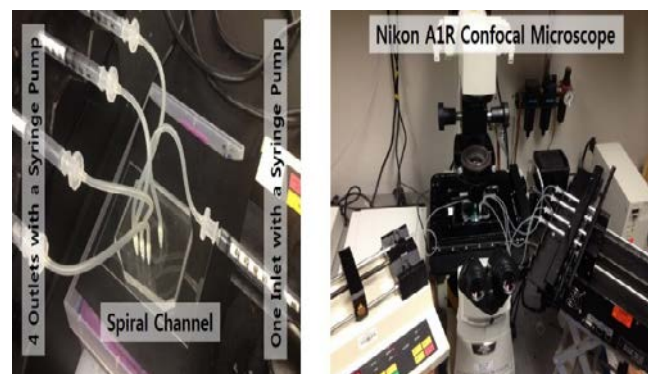 4 Outlets with a Syringe Pump
Spiral Channel
One Inlet with a Syringe Pump
Nikon A1R Confocal Microscope